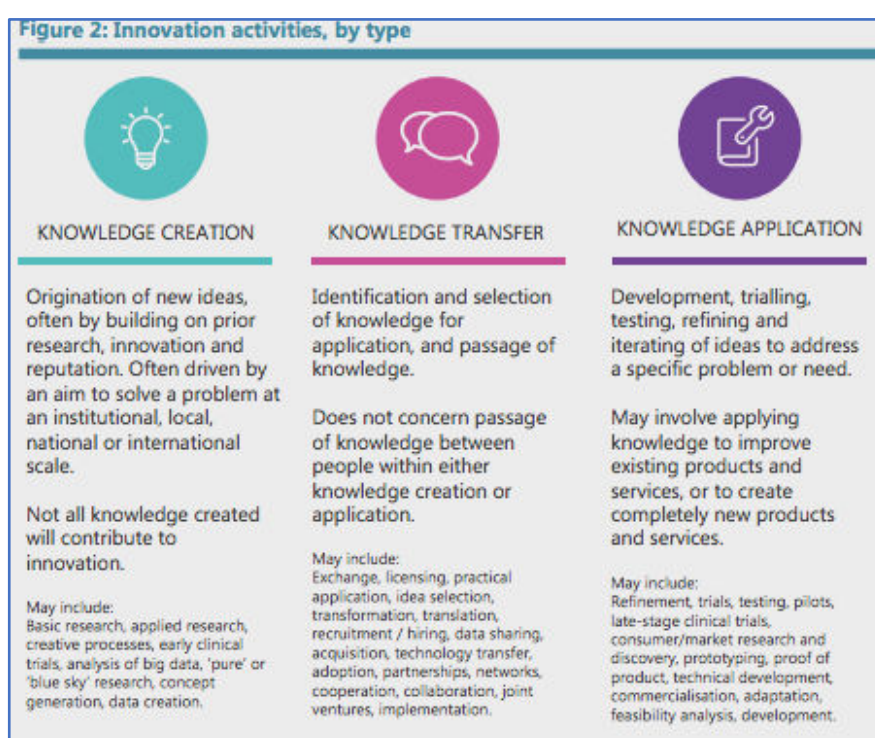 Figure 2: Innovation activities, by type
KNOWLEDGE CREATION
Origination of new ideas,
often by building on prior
research, innovation and
reputation. Often driven by
an aim to solve a problem at
an institutional, local,
national or international
scale.
Not all knowledge created
will contribute to
innovation.
May include:
Basic research, applied research,
creative processes, early clinical
trials, analysis of big data, 'pure' or
'blue sky' research, concept
generation, data creation.
KNOWLEDGE TRANSFER
Identification and selection
of knowledge for
application, and passage of
knowledge.
Does not concern passage
of knowledge between
people within either
knowledge creation or
application.
May include:
Exchange, licensing, practical
application, idea selection,
transformation, translation,
recruitment / hiring, data sharing,
acquisition, technology transfer,
adoption, partnerships, networks,
cooperation, collaboration, joint
ventures, implementation.
KNOWLEDGE APPLICATION
Development, trialling,
testing, refining and
iterating of ideas to address
a specific problem or need.
May involve applying
knowledge to improve
existing products and
services, or to create
completely new products
and services.
May include:
Refinement, trials, testing, pilots,
late-stage clinical trials,
consumer/market research and
discovery, prototyping, proof of
product, technical development,
commercialisation, adaptation,
feasibility analysis, development.